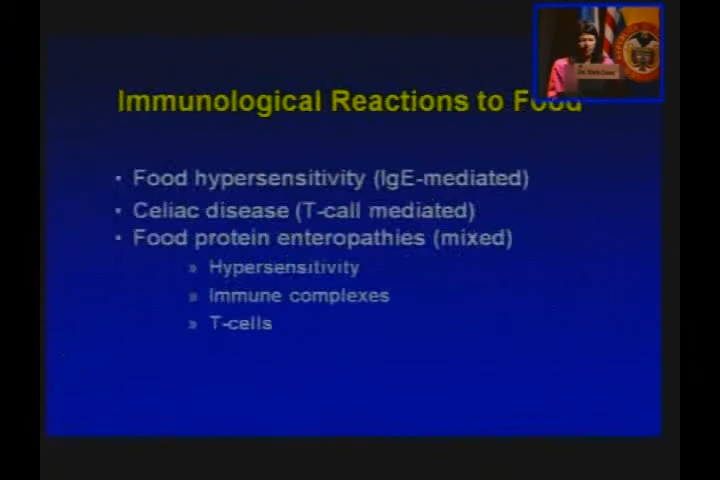 Immunological Reactions to Food
· Food hypersensitivity (IgE-mediated)
· Celiac disease (T-call mediated)
· Food protein enteropathies (mixed)
» Hypersensitivity
» Immune complexes
» T-cells